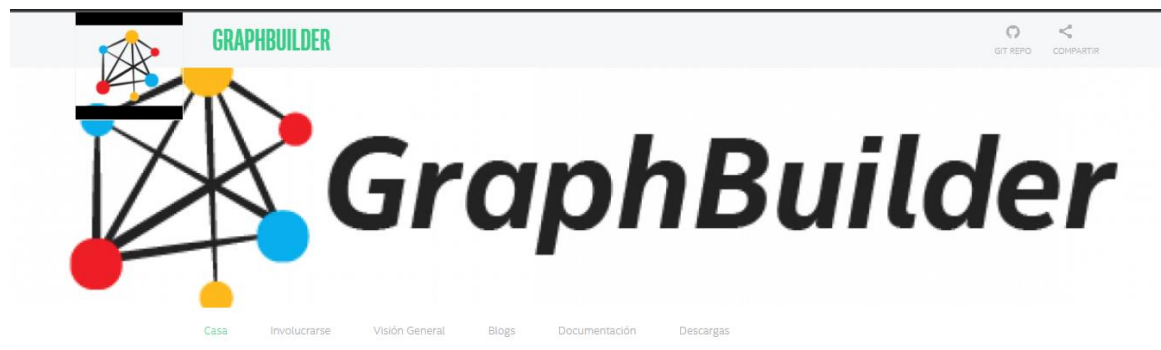 GRAPHBUILDER
GIT REPO COMPARTIR
GraphBuilder
Casa Involucrarse Visión General Blogs Documentación Descargas